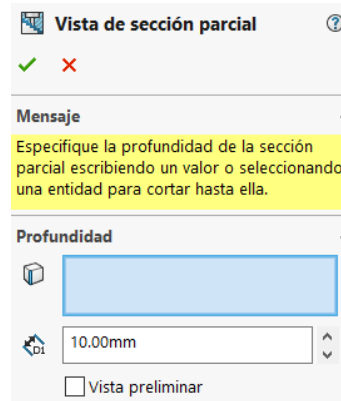 Vista de sección parcial
?
Mensaje
Especifique la profundidad de la sección
parcial escribiendo un valor o seleccionando
una entidad para cortar hasta ella.
Profundidad
D1
10.00mm
Vista preliminar